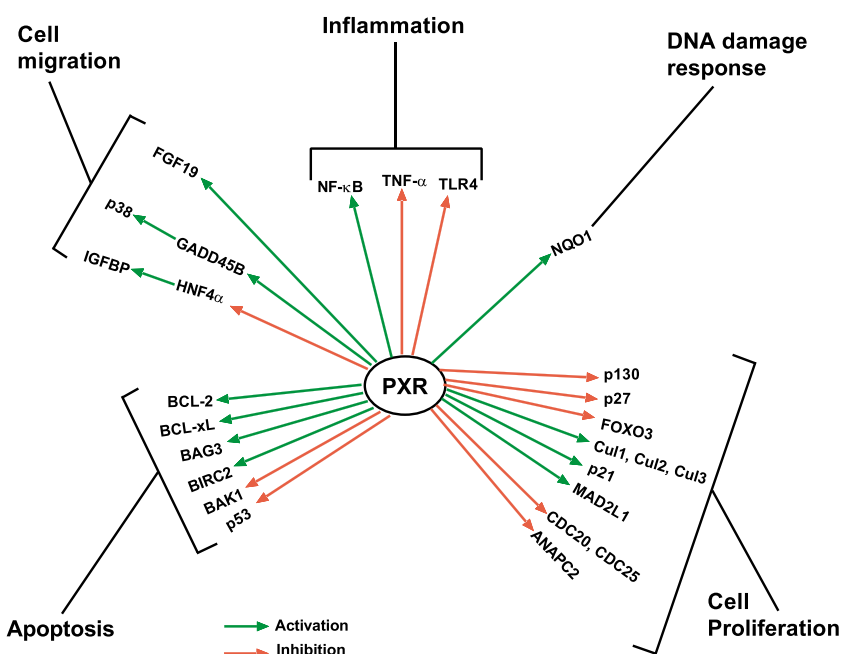 Cell
migration
Inflammation
DNA damage
response
FGF19
p38
GADD45B
IGFBP
HNF4α
NF-κB
TNF-α
TLR4
NQO1
PXR
BCL-2
BCL-xL
BAG3
BIRC2
BAK1
p53
p130
p27
FOXO3
Cul1, Cul2, Cul3
p21
MAD2L1
CDC20, CDC25
ANAPC2
Apoptosis
Cell
Proliferation
Activation
Inhibition